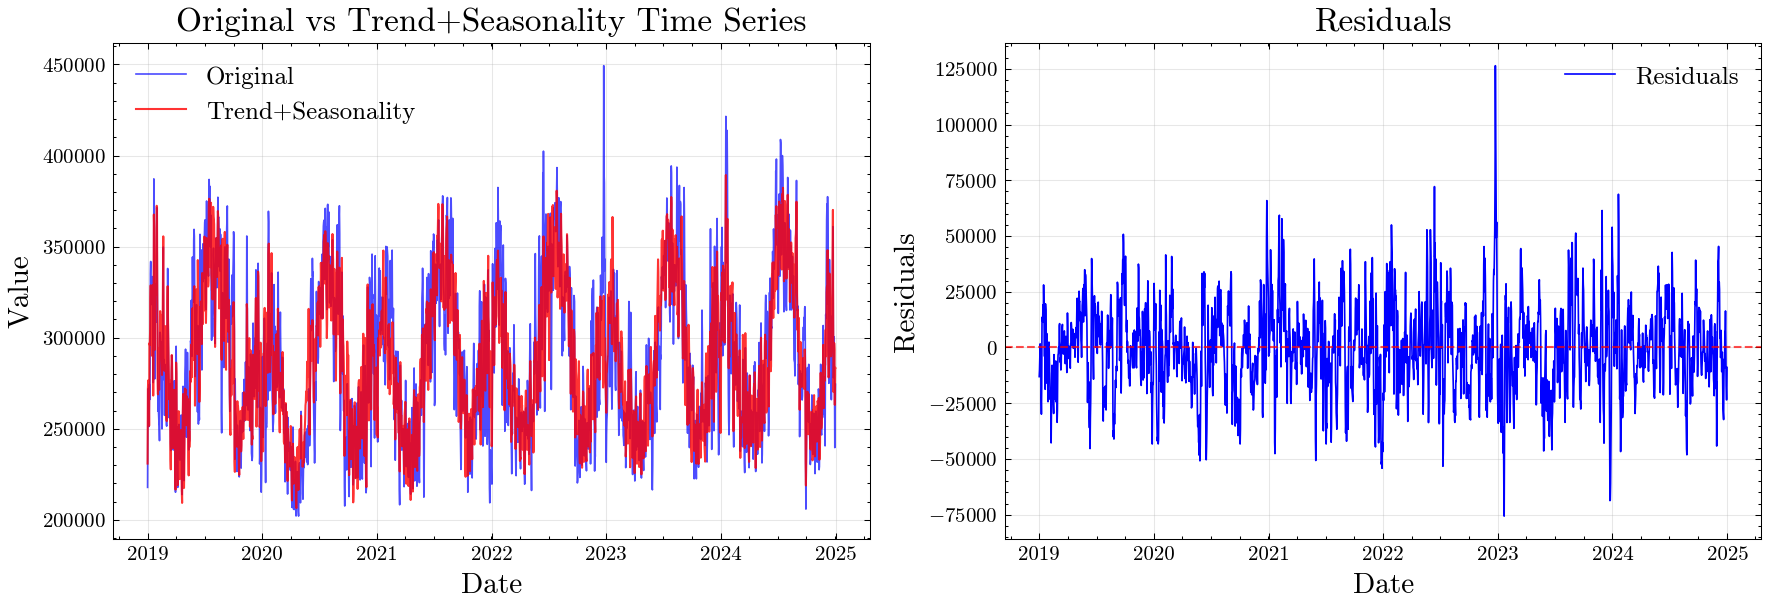 Original vs Trend+Seasonality Time Series
Original
Trend+Seasonality
Value
450000
400000
350000
300000
250000
200000
2019 2020 2021 2022 2023 2024 2025
Date
Residuals
Residuals
Residuals
125000
100000
75000
50000
25000
0
−25000
−50000
−75000
2019 2020 2021 2022 2023 2024 2025
Date